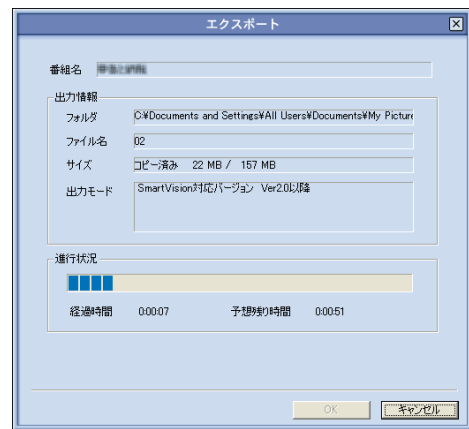 エクスポート
番組名
出力情報
フォルダ C:¥Documents and Settings¥All Users¥Documents¥My Picture
ファイル名 02
サイズ コピー済み 22 MB / 157 MB
出力モード SmartVision対応バージョン Ver2.0以降
進行状況
経過時間 0:00:07 予想残り時間 0:00:51
OK キャンセル